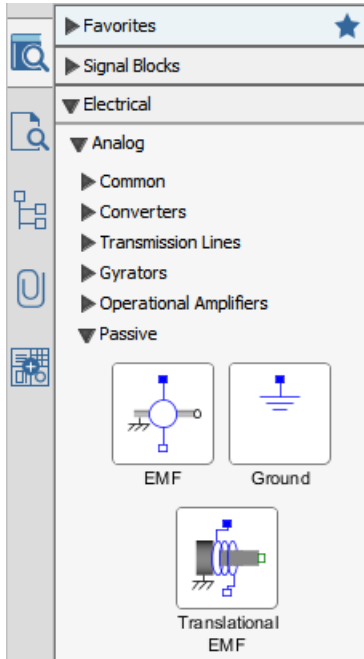 Favorites
Signal Blocks
Electrical
Analog
Common
Converters
Transmission Lines
Gyrators
Operational Amplifiers
Passive
EMF
Ground
Translational
EMF